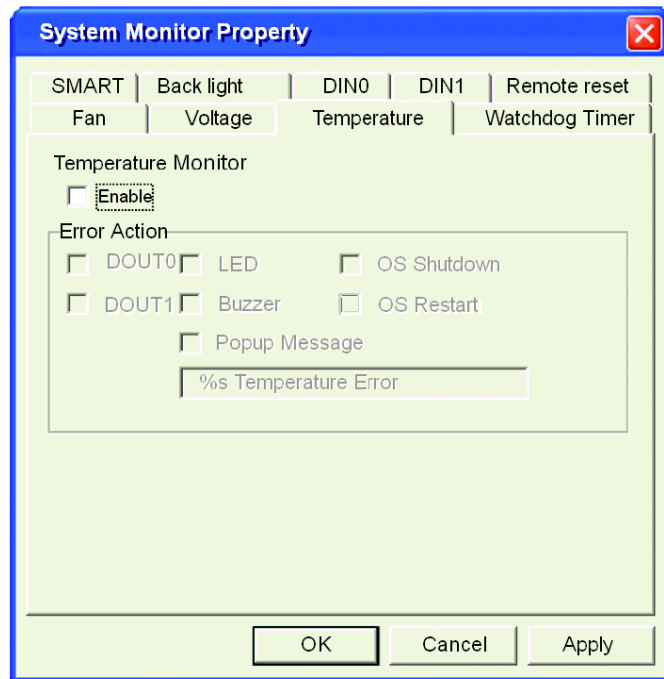 System Monitor Property
SMART Back light DIN0 DIN1 Remote reset
Fan Voltage Temperature Watchdog Timer
Temperature Monitor
Enable
Error Action
DOUT0 LED OS Shutdown
DOUT1 Buzzer OS Restart
Popup Message
%s Temperature Error
OK Cancel Apply